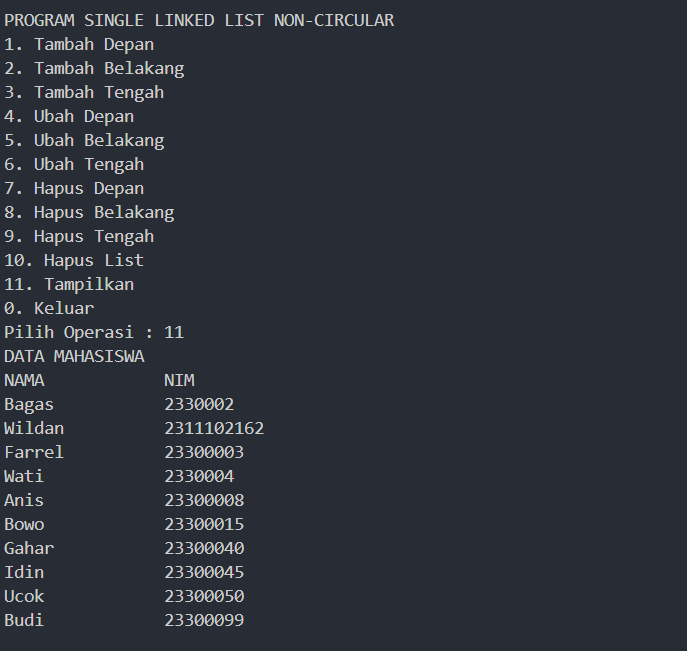 PROGRAM SINGLE LINKED LIST NON-CIRCULAR
1. Tambah Depan
2. Tambah Belakang
3. Tambah Tengah
4. Ubah Depan
5. Ubah Belakang
6. Ubah Tengah
7. Hapus Depan
8. Hapus Belakang
9. Hapus Tengah
10. Hapus List
11. Tampilkan
0. Keluar
Pilih Operasi : 11
DATA MAHASISWA
NAMA NIM
Bagas 2330002
Wildan 2311102162
Farrel 23300003
Wati 2330004
Anis 23300008
Bowo 23300015
Gahar 23300040
Idin 23300045
Ucok 23300050
Budi 23300099